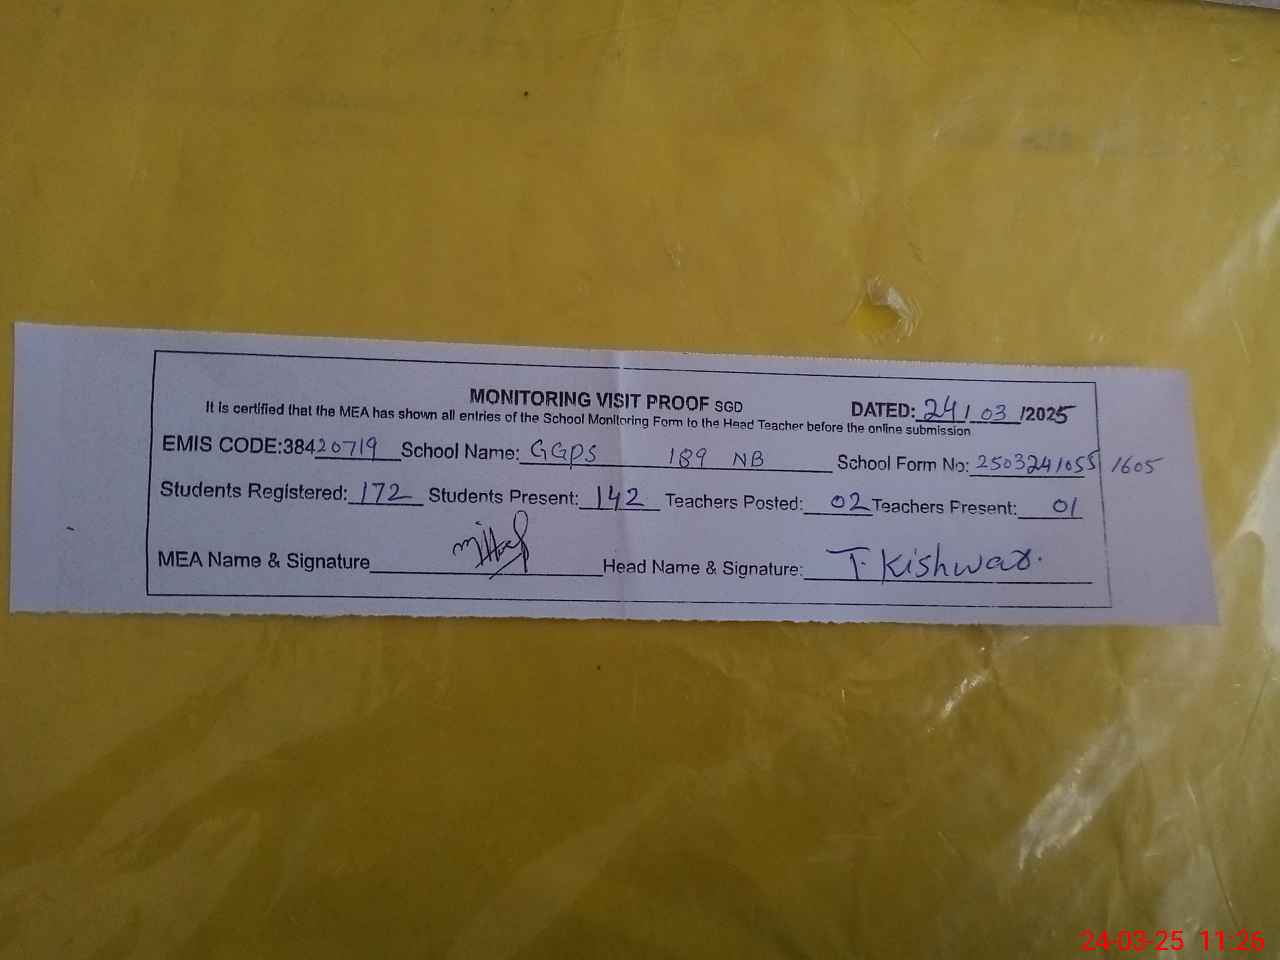 MONITORING VISIT PROOF SGD DATED: 24/03/2025
It is certified that the MEA has shown all entries of the School Monitoring Form to the Head Teacher before the online submission
EMIS CODE:38420719 School Name: GGPS 189 NB School Form No: 2503241055/1605
Students Registered: 172 Students Present: 142 Teachers Posted: 02 Teachers Present: 01
MEA Name & Signature Head Name & Signature: T. Kishwar.
24-03-25 11:26